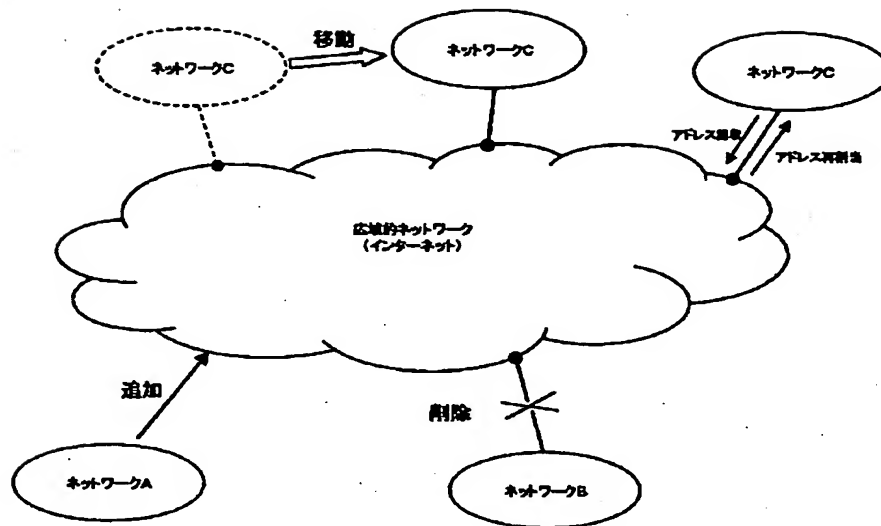 移動
ネットワークC
ネットワークC
ネットワークC
アドレス回収
アドレス再割当
広域的ネットワーク
(インターネット)
追加
削除
ネットワークA
ネットワークB